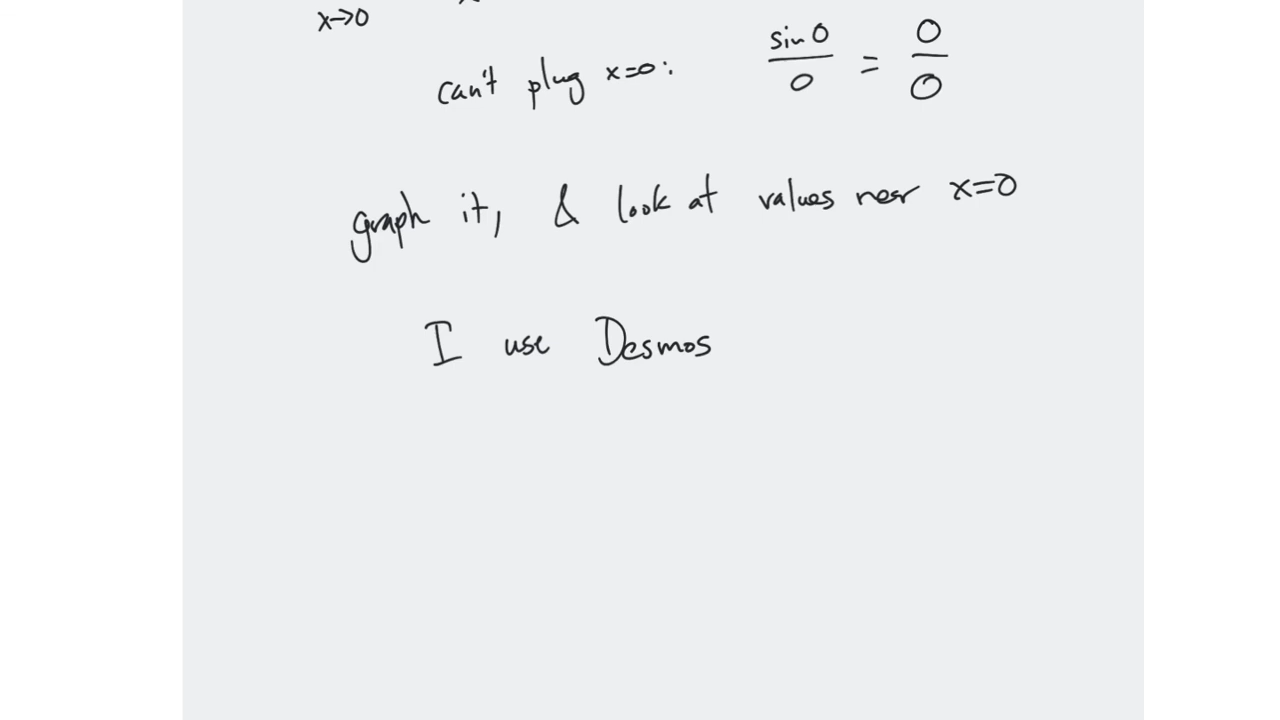 x→0
can't plug x=0: sin 0 / 0 = 0 / 0
graph it, & look at values near x=0
I use Desmos